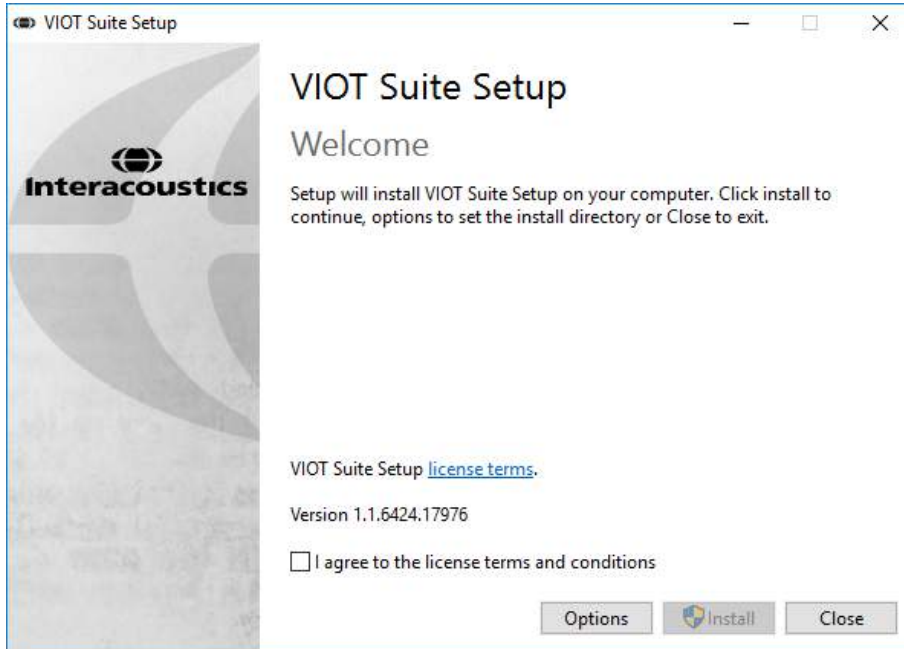 VIOT Suite Setup
VIOT Suite Setup
Welcome
Interacoustics
Setup will install VIOT Suite Setup on your computer. Click install to
continue, options to set the install directory or Close to exit.
VIOT Suite Setup license terms.
Version 1.1.6424.17976
I agree to the license terms and conditions
Options Install Close